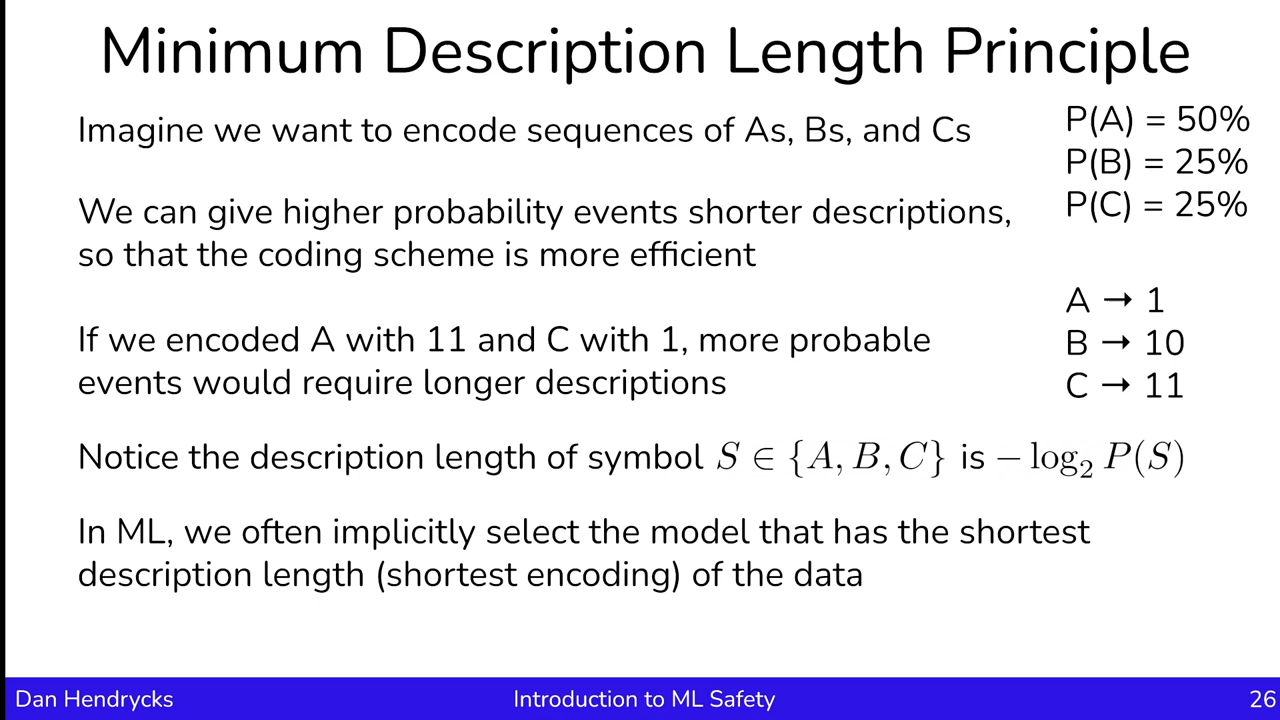 Minimum Description Length Principle
Imagine we want to encode sequences of As, Bs, and Cs
P(A) = 50%
P(B) = 25%
P(C) = 25%
We can give higher probability events shorter descriptions,
so that the coding scheme is more efficient
A → 1
B → 10
C → 11
If we encoded A with 11 and C with 1, more probable
events would require longer descriptions
Notice the description length of symbol S ∈ {A, B, C} is − log₂ P(S)
In ML, we often implicitly select the model that has the shortest
description length (shortest encoding) of the data
Dan Hendrycks
Introduction to ML Safety
26